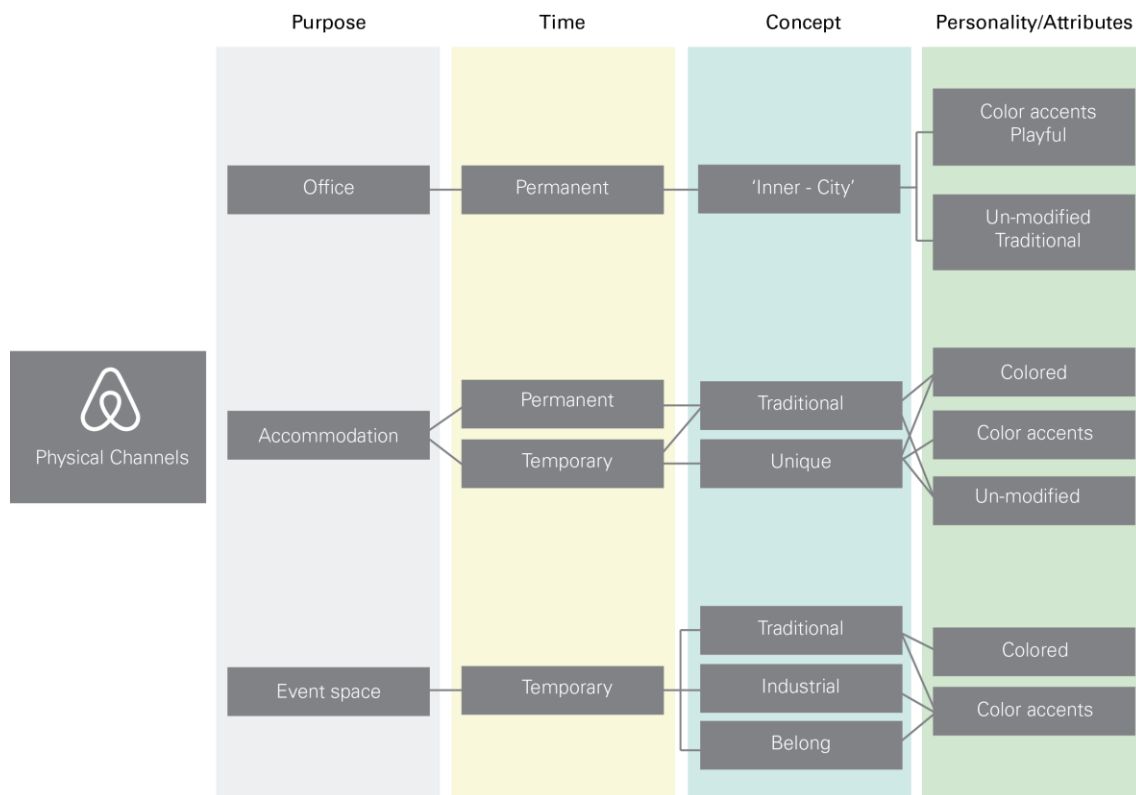 Purpose
Time
Concept
Personality/Attributes
Color accents
Playful
Office
Permanent
'Inner - City'
Un-modified
Traditional
Physical Channels
Accommodation
Permanent
Temporary
Traditional
Unique
Colored
Color accents
Un-modified
Event space
Temporary
Traditional
Industrial
Belong
Colored
Color accents